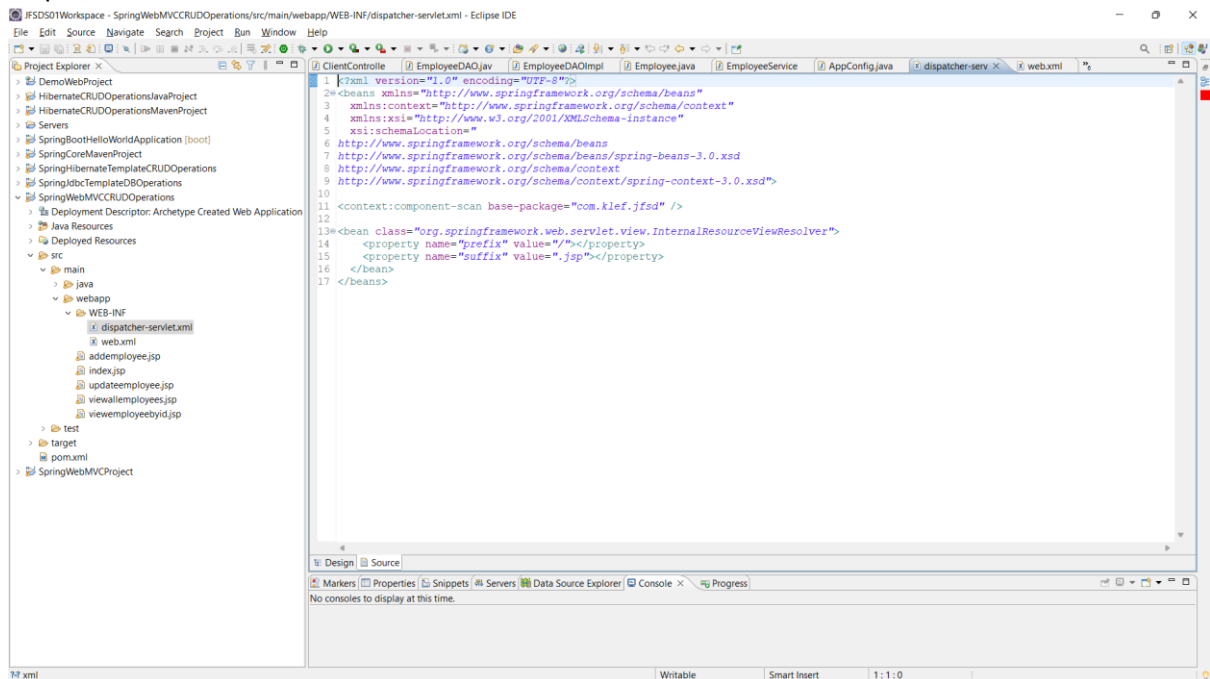 JFSDS01Workspace - SpringWebMVCCRUDOperations/src/main/webapp/WEB-INF/dispatcher-servlet.xml - Eclipse IDE
File Edit Source Navigate Search Project Run Window Help
Project Explorer
ClientControlle EmployeeDAO.jav EmployeeDAOImpl Employee.java EmployeeService AppConfig.java dispatcher-serv web.xml
DemoWebProject
HibernateCRUDOperationsJavaProject
HibernateCRUDOperationsMavenProject
Servers
SpringBootHelloWorldApplication [boot]
SpringCoreMavenProject
SpringHibernateTemplateCRUDOperations
SpringJdbcTemplateDBOperations
SpringWebMVCCRUDOperations
Deployment Descriptor: Archetype Created Web Application
Java Resources
Deployed Resources
src
main
java
webapp
WEB-INF
dispatcher-servlet.xml
web.xml
addemployee.jsp
index.jsp
updateemployee.jsp
viewallemployees.jsp
viewemployeebyid.jsp
test
target
pom.xml
SpringWebMVCProject
1 <?xml version="1.0" encoding="UTF-8"?>
2 <beans xmlns="http://www.springframework.org/schema/beans"
3 xmlns:context="http://www.springframework.org/schema/context"
4 xmlns:xsi="http://www.w3.org/2001/XMLSchema-instance"
5 xsi:schemaLocation="
6 http://www.springframework.org/schema/beans
7 http://www.springframework.org/schema/beans/spring-beans-3.0.xsd
8 http://www.springframework.org/schema/context
9 http://www.springframework.org/schema/context/spring-context-3.0.xsd">
10
11 <context:component-scan base-package="com.klef.jfsd" />
12
13 <bean class="org.springframework.web.servlet.view.InternalResourceViewResolver">
14 <property name="prefix" value="/"></property>
15 <property name="suffix" value=".jsp"></property>
16 </bean>
17 </beans>
Design Source
Markers Properties Servers Snippets Data Source Explorer Console Progress
No consoles to display at this time.
xml Writable Smart Insert 1 : 1 : 0